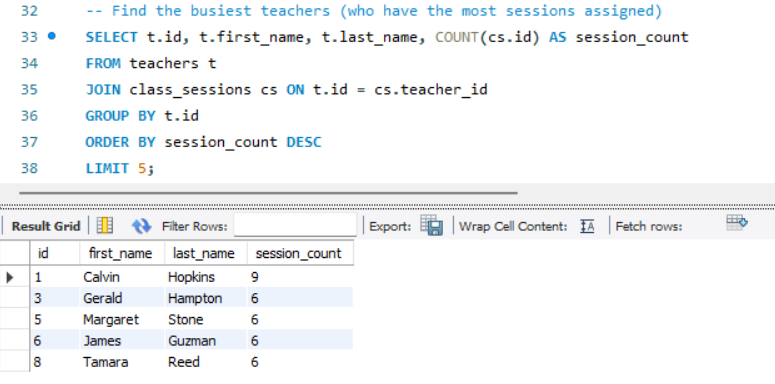 32 -- Find the busiest teachers (who have the most sessions assigned)
33 SELECT t.id, t.first_name, t.last_name, COUNT(cs.id) AS session_count
34 FROM teachers t
35 JOIN class_sessions cs ON t.id = cs.teacher_id
36 GROUP BY t.id
37 ORDER BY session_count DESC
38 LIMIT 5;
Result Grid Filter Rows: Export: Wrap Cell Content: IA Fetch rows:
id first_name last_name session_count
1 Calvin Hopkins 9
3 Gerald Hampton 6
5 Margaret Stone 6
6 James Guzman 6
8 Tamara Reed 6